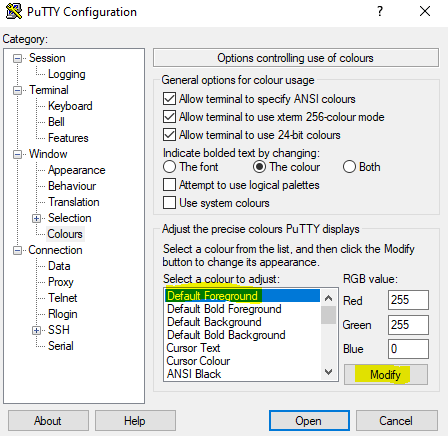 PuTTY Configuration
? ×
Category:
Session
Logging
Terminal
Keyboard
Bell
Features
Window
Appearance
Behaviour
Translation
Selection
Colours
Connection
Data
Proxy
Telnet
Rlogin
SSH
Serial
Options controlling use of colours
General options for colour usage
Allow terminal to specify ANSI colours
Allow terminal to use xterm 256-colour mode
Allow terminal to use 24-bit colours
Indicate bolded text by changing:
The font The colour Both
Attempt to use logical palettes
Use system colours
Adjust the precise colours PuTTY displays
Select a colour from the list, and then click the Modify
button to change its appearance.
Select a colour to adjust:
Default Foreground
Default Bold Foreground
Default Background
Default Bold Background
Cursor Text
Cursor Colour
ANSI Black
RGB value:
Red 255
Green 255
Blue 0
Modify
About Help Open Cancel